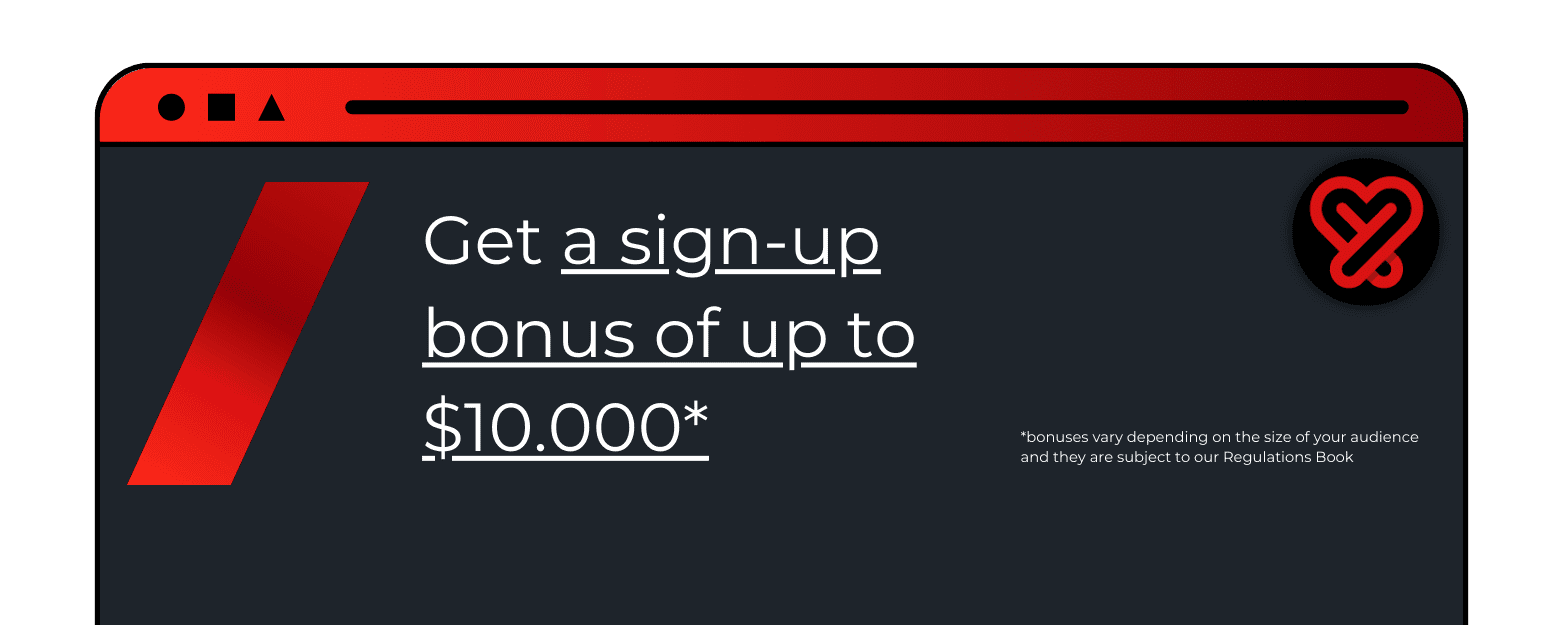 Get a sign-up
bonus of up to
$10.000*
*bonuses vary depending on the size of your audience
and they are subject to our Regulations Book